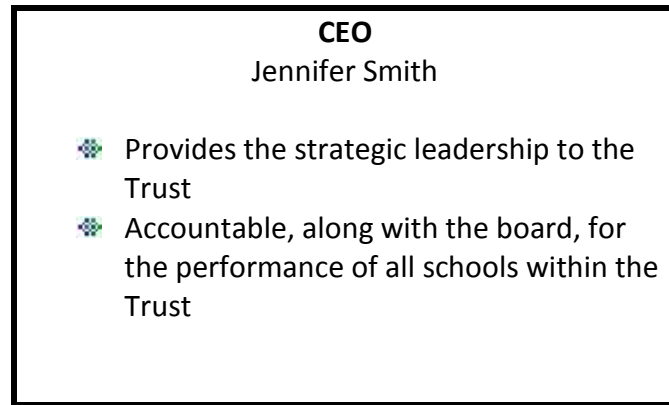 CEO
Jennifer Smith
Provides the strategic leadership to the
Trust
Accountable, along with the board, for
the performance of all schools within the
Trust